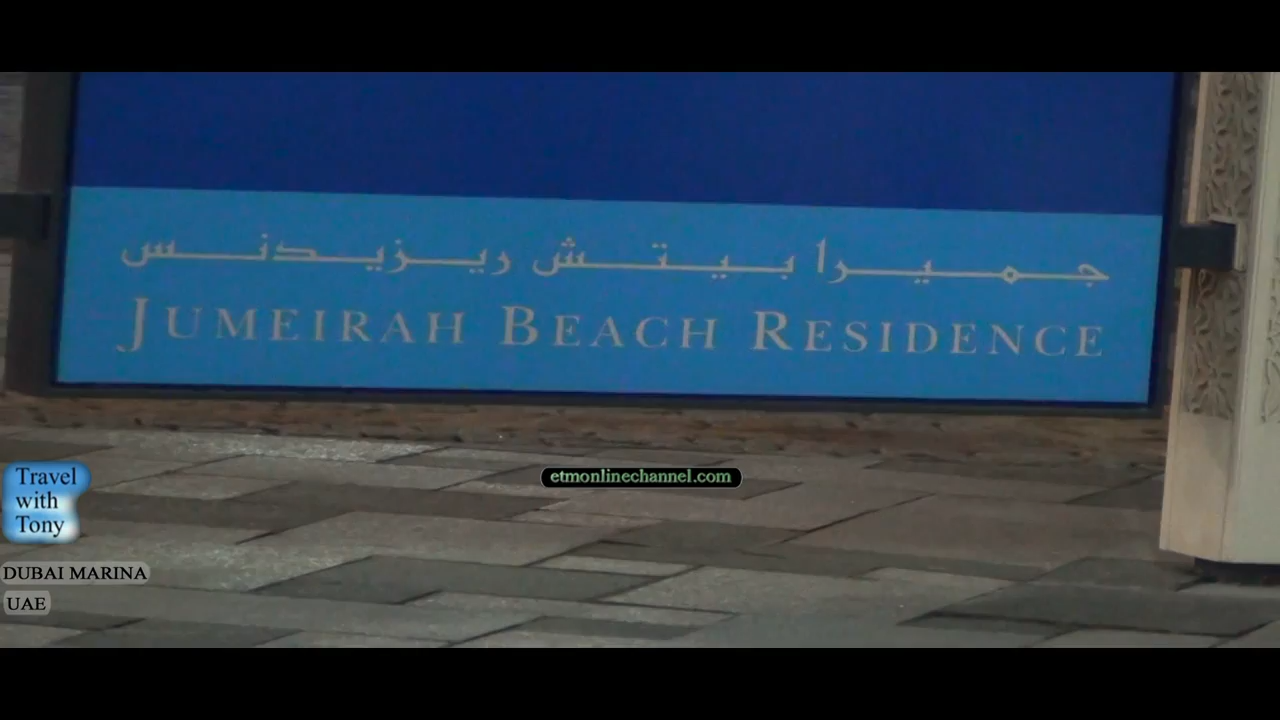 جميرا بيتش ريزيدنس
JUMEIRAH BEACH RESIDENCE
etmonlinechannel.com
Travel
with
Tony
DUBAI MARINA
UAE